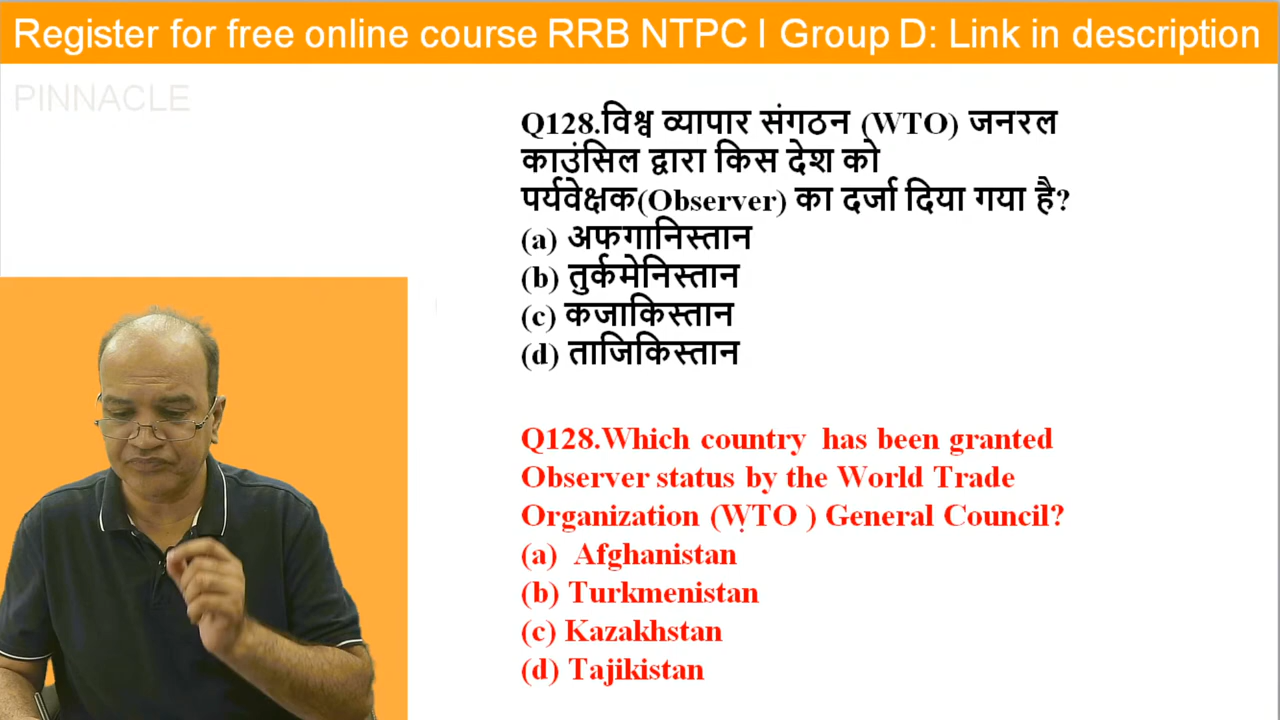 Register for free online course RRB NTPC I Group D: Link in description
PINNACLE
Q128.विश्व व्यापार संगठन (WTO) जनरल
काउंसिल द्वारा किस देश को
पर्यवेक्षक(Observer) का दर्जा दिया गया है?
(a) अफगानिस्तान
(b) तुर्कमेनिस्तान
(c) कजाकिस्तान
(d) ताजिकिस्तान
Q128.Which country has been granted
Observer status by the World Trade
Organization (WTO ) General Council?
(a) Afghanistan
(b) Turkmenistan
(c) Kazakhstan
(d) Tajikistan